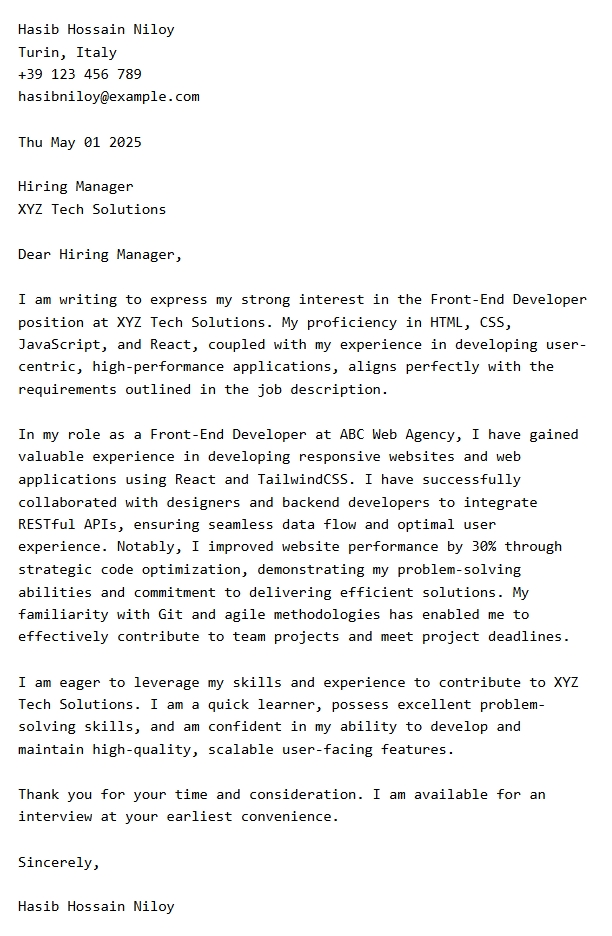 Hasib Hossain Niloy
Turin, Italy
+39 123 456 789
hasibniloy@example.com
Thu May 01 2025
Hiring Manager
XYZ Tech Solutions
Dear Hiring Manager,
I am writing to express my strong interest in the Front-End Developer
position at XYZ Tech Solutions. My proficiency in HTML, CSS,
JavaScript, and React, coupled with my experience in developing user-
centric, high-performance applications, aligns perfectly with the
requirements outlined in the job description.
In my role as a Front-End Developer at ABC Web Agency, I have gained
valuable experience in developing responsive websites and web
applications using React and TailwindCSS. I have successfully
collaborated with designers and backend developers to integrate
RESTful APIs, ensuring seamless data flow and optimal user
experience. Notably, I improved website performance by 30% through
strategic code optimization, demonstrating my problem-solving
abilities and commitment to delivering efficient solutions. My
familiarity with Git and agile methodologies has enabled me to
effectively contribute to team projects and meet project deadlines.
I am eager to leverage my skills and experience to contribute to XYZ
Tech Solutions. I am a quick learner, possess excellent problem-
solving skills, and am confident in my ability to develop and
maintain high-quality, scalable user-facing features.
Thank you for your time and consideration. I am available for an
interview at your earliest convenience.
Sincerely,
Hasib Hossain Niloy